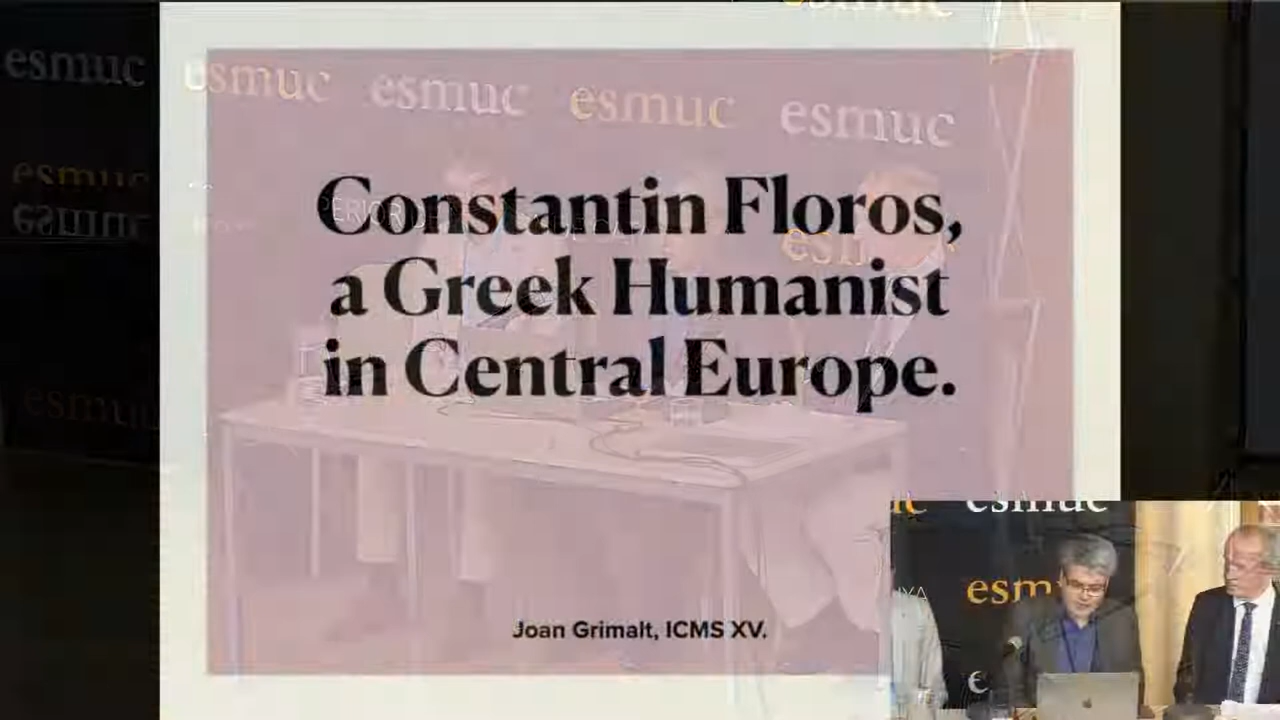 esmuc
esmuc
esmuc
esmuc
esmuc
esmuc
esmuc
Constantin Floros,
a Greek Humanist
in Central Europe.
esmuc
Joan Grimalt, ICMS XV.